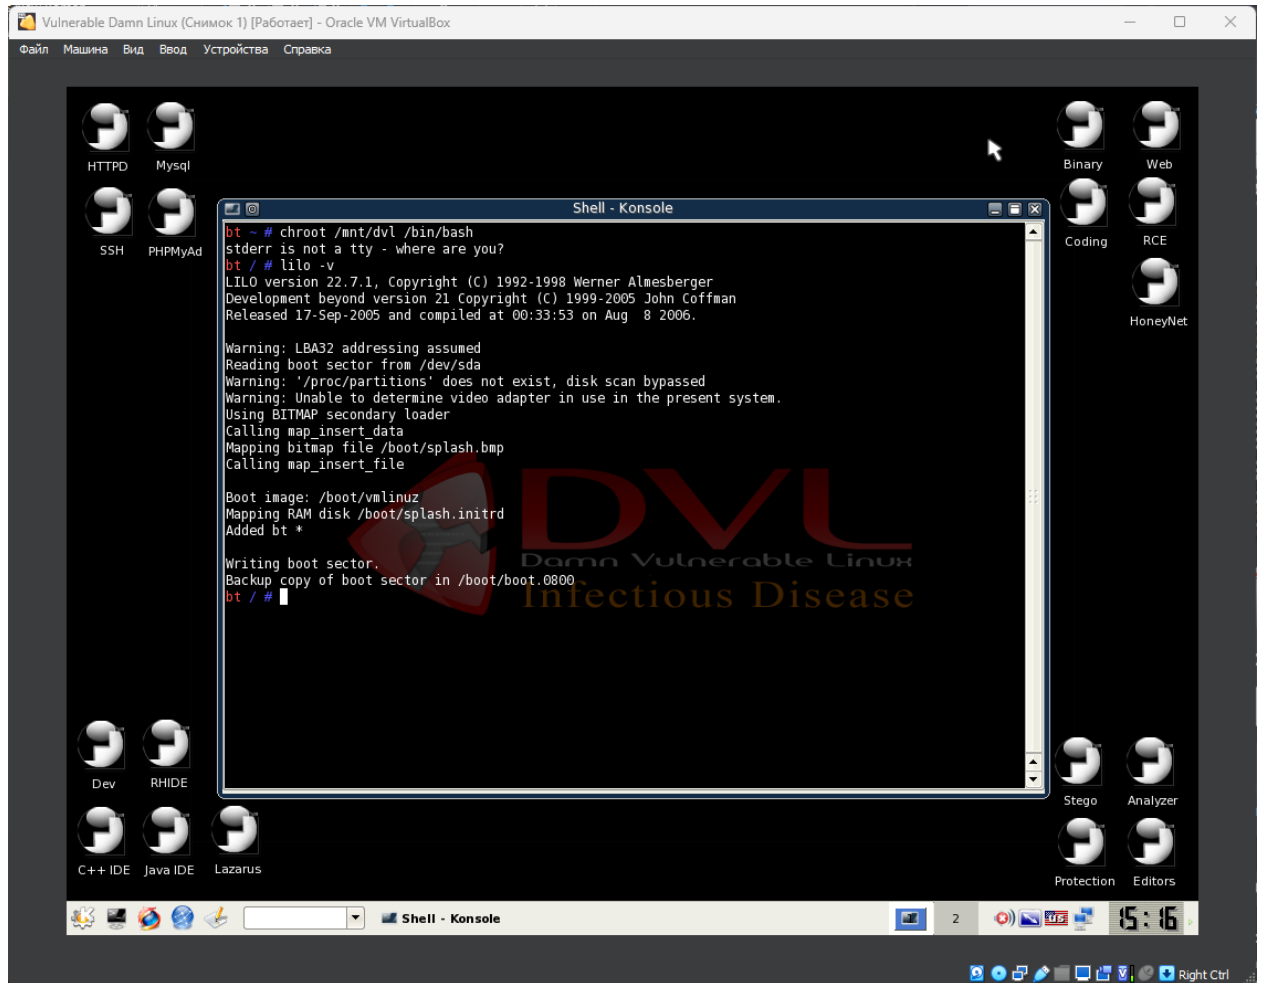 Vulnerable Damn Linux (Снимок 1) [Работает] - Oracle VM VirtualBox
Файл Машина Вид Ввод Устройства Справка
HTTPD Mysql
Binary Web
SSH PHPMyAd
Coding RCE
HoneyNet
Shell - Konsole
bt ~ # chroot /mnt/dvl /bin/bash
stderr is not a tty - where are you?
bt / # lilo -v
LILO version 22.7.1, Copyright (C) 1992-1998 Werner Almesberger
Development beyond version 21 Copyright (C) 1999-2005 John Coffman
Released 17-Sep-2005 and compiled at 00:33:53 on Aug  8 2006.
Warning: LBA32 addressing assumed
Reading boot sector from /dev/sda
Warning: '/proc/partitions' does not exist, disk scan bypassed
Warning: Unable to determine video adapter in use in the present system.
Using BITMAP secondary loader
Calling map_insert_data
Mapping bitmap file /boot/splash.bmp
Calling map_insert_file
Boot image: /boot/vmlinuz
Mapping RAM disk /boot/splash.initrd
Added bt *
Writing boot sector.
Backup copy of boot sector in /boot/boot.0800
bt / #
DVL
Damn Vulnerable Linux
Infectious Disease
Dev RHIDE
Stego Analyzer
C++ IDE Java IDE Lazarus
Protection Editors
Shell - Konsole
2
US
15:16
Right Ctrl